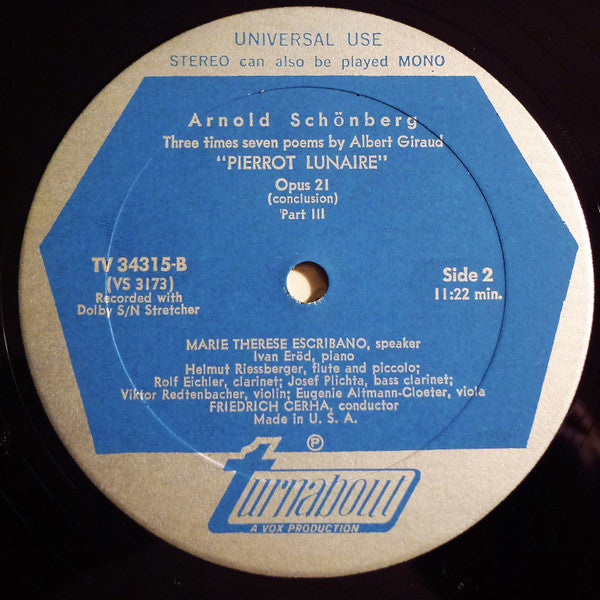 UNIVERSAL USE
STEREO can also be played MONO
Arnold Schönberg
Three times seven poems by Albert Giraud
"PIERROT LUNAIRE"
Opus 21
(conclusion)
Part III
TV 34315-B
(VS 3173)
Recorded with
Dolby S/N Stretcher
Side 2
11:22 min.
MARIE THERESE ESCRIBANO, speaker
Ivan Eröd, piano
Helmut Riessberger, flute and piccolo;
Rolf Eichler, clarinet; Josef Plichta, bass clarinet;
Viktor Redtenbacher, violin; Eugenie Altmann-Cloeter, viola
FRIEDRICH CERHA, conductor
Made in U. S. A.
℗
turnabout
A VOX PRODUCTION